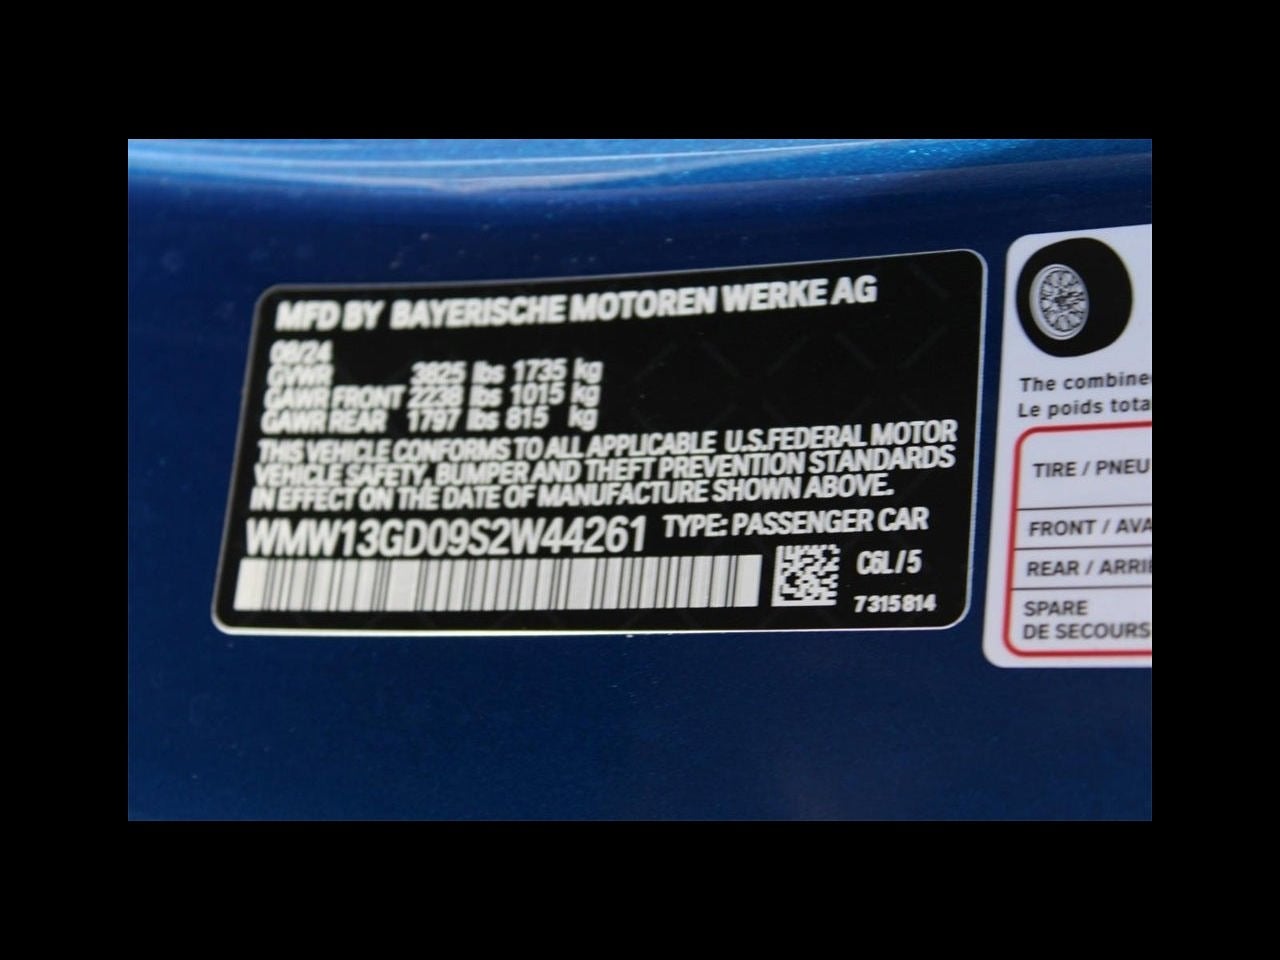 MFD BY BAYERISCHE MOTOREN WERKE AG
08/24
GVWR 3825 lbs 1735 kg
GAWR FRONT 2238 lbs 1015 kg
GAWR REAR 1797 lbs 815 kg
THIS VEHICLE CONFORMS TO ALL APPLICABLE U.S.FEDERAL MOTOR
VEHICLE SAFETY, BUMPER AND THEFT PREVENTION STANDARDS
IN EFFECT ON THE DATE OF MANUFACTURE SHOWN ABOVE.
WMW13GD09S2W44261 TYPE: PASSENGER CAR
C6L/5
7315814
The combine
Le poids tota
TIRE / PNEU
FRONT / AVA
REAR / ARRIE
SPARE
DE SECOURS